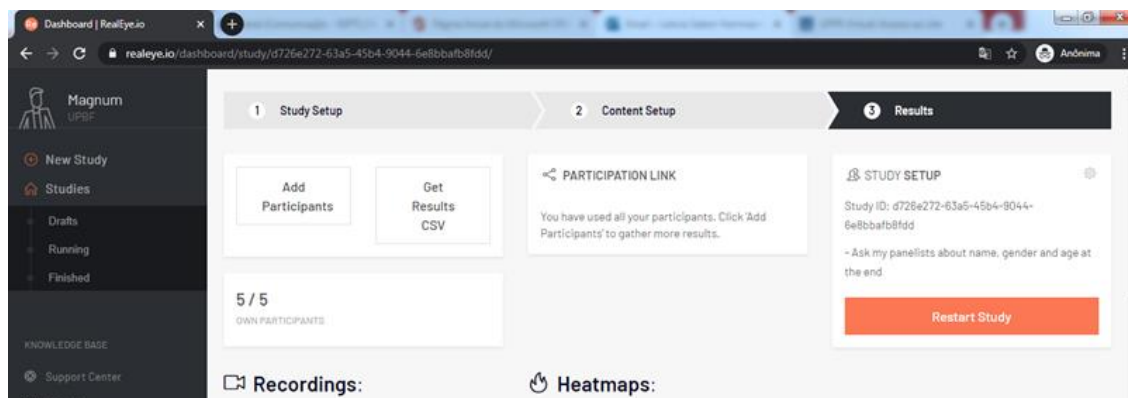 Dashboard | RealEye.io
realeye.io/dashboard/study/d726e272-63a5-45b4-9044-6e8bbafb8fdd/
Anônima
Magnum
UPBF
New Study
Studies
Drafts
Running
Finished
KNOWLEDGE BASE
Support Center
1 Study Setup
2 Content Setup
3 Results
Add
Participants
Get
Results
CSV
5 / 5
OWN PARTICIPANTS
PARTICIPATION LINK
You have used all your participants. Click 'Add
Participants' to gather more results.
STUDY SETUP
Study ID: d726e272-63a5-45b4-9044-
6e8bbafb8fdd
- Ask my panelists about name, gender and age at
the end
Restart Study
Recordings:
Heatmaps: